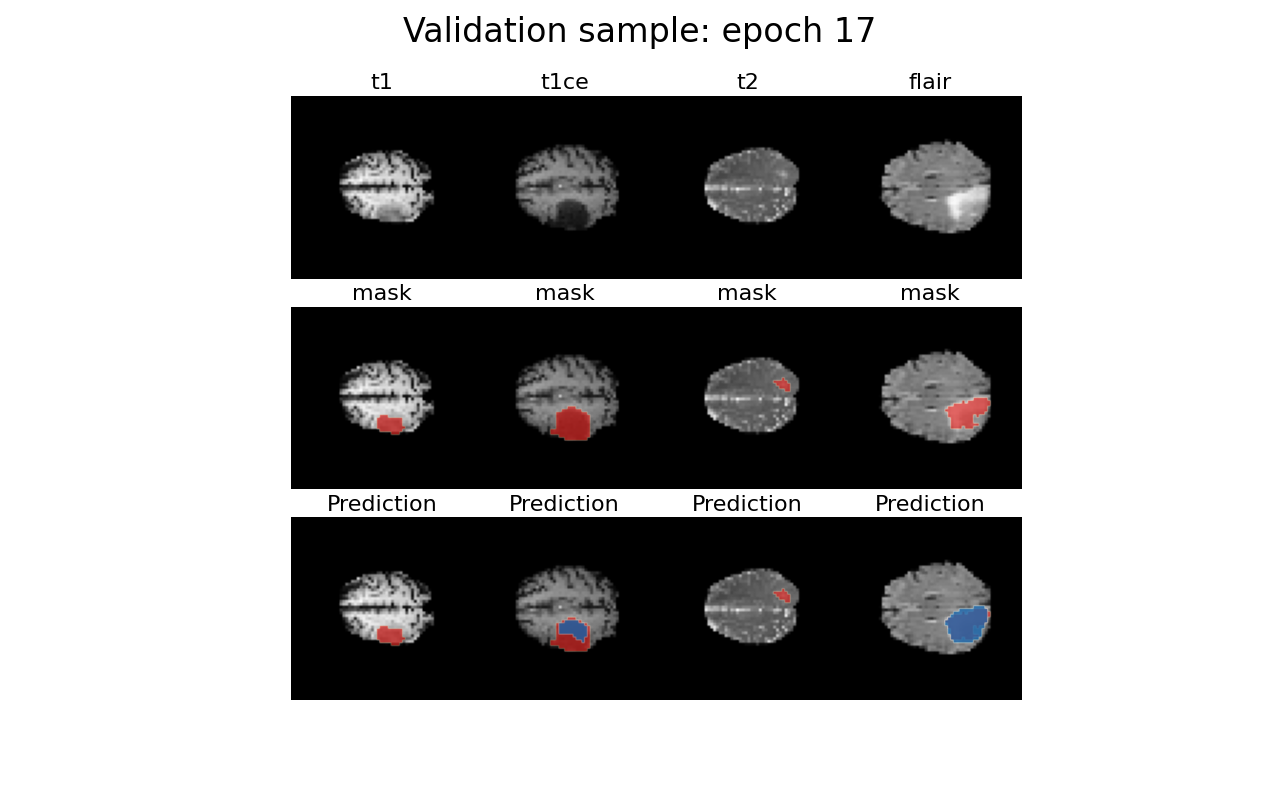 Validation sample: epoch 17
t1 t1ce t2 flair
mask mask mask mask
Prediction Prediction Prediction Prediction